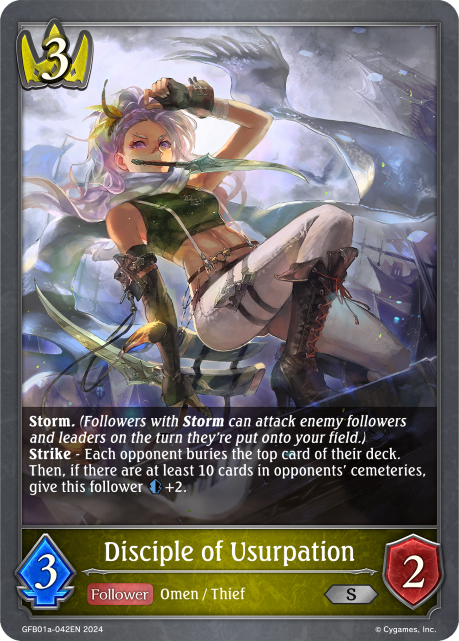 3
Storm. (Followers with Storm can attack enemy followers
and leaders on the turn they're put onto your field.)
Strike - Each opponent buries the top card of their deck.
Then, if there are at least 10 cards in opponents' cemeteries,
give this follower +2.
Disciple of Usurpation
3
Follower Omen / Thief
S
2
GFB01a-042EN 2024
© Cygames, Inc.